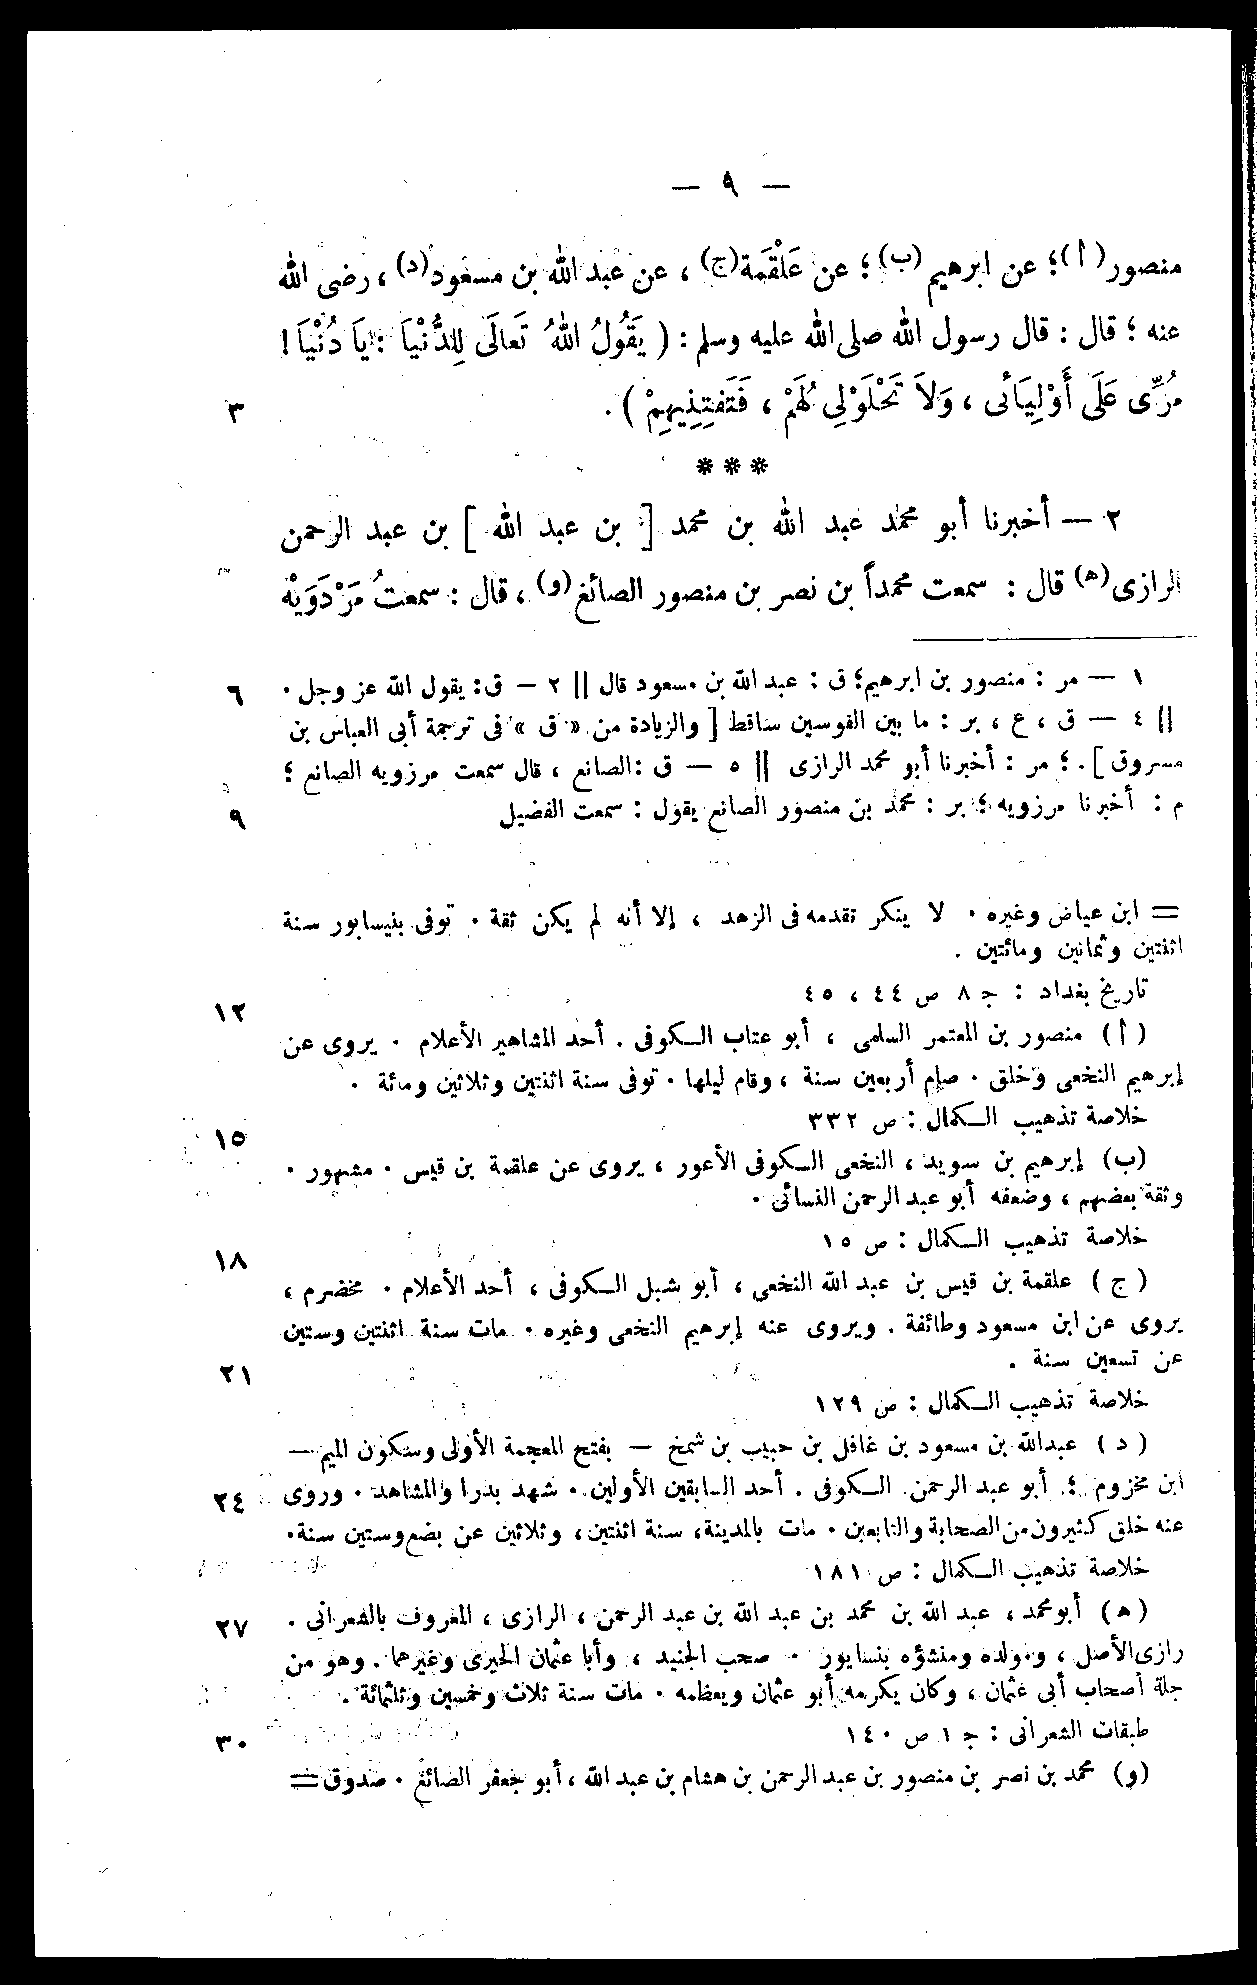 — ٩ —
منصور(أ)؛ عن ابرهيم(ب)؛ عن عَلْقَمَة(ج)، عن عبد الله بن مسعود(د)، رضى الله
عنه؛ قال : قال رسول الله صلى الله عليه وسلم : ( يَقُولُ اللهُ تَعَالَى لِلدُّنْيَا : يَا دُنْيَا !
مُرِّى عَلَى أَوْلِيَائى ، وَلَا تَحْلَوْلِى لَهُمْ ، فَتَفْتِنِيهِمْ ) .
٣
***
٢ — أخبرنا أبو محمد عبد الله بن محمد [ بن عبد الله ] بن عبد الرحمن
الرازى(ه) قال : سمعت محمداً بن نصر بن منصور الصائغ(و)، قال : سمعتُ مَرْدَوَيْه
١ — مر : منصور بن ابرهيم؛ ق : عبد الله بن مسعود قال || ٢ — ق : يقول الله عز وجل .
٦
|| ٤ — ق ، ع ، بر : ما بين القوسين ساقط [ والزيادة من « ق » فى ترجمة أبى العباس بن
مسروق ] . ؛ مر : أخبرنا أبو محمد الرازى || ٥ — ق : الصانع ، قال سمعت مرزويه الصانع ؛
م : أخبرنا مرزويه ؛ بر : محمد بن منصور الصانع يقول : سمعت الفضيل
٩
= ابن عياض وغيره . لا ينكر تقدمه فى الزهد ، إلا أنه لم يكن ثقة . توفى بنيسابور سنة
اثنتين وثمانين ومائتين .
تاريخ بغداد : ج ٨ ص ٤٤ ، ٤٥
١٢
( أ ) منصور بن المعتمر السلمى ، أبو عتاب الكوفى . أحد المشاهير الأعلام . يروى عن
إبرهيم النخعى وخلق . صام أربعين سنة ، وقام ليلها . توفى سنة اثنتين وثلاثين ومائة .
خلاصة تذهيب الكمال : ص ٣٣٢
١٥
(ب) إبرهيم بن سويد ، النخعى الكوفى الأعور ، يروى عن علقمة بن قيس . مشهور .
وثقة بعضهم ، وضعفه أبو عبد الرحمن النسائى .
خلاصة تذهيب الكمال : ص ١٥
١٨
( ج ) علقمة بن قيس بن عبد الله النخعى ، أبو شبل الكوفى ، أحد الأعلام . مخضرم ،
يروى عن ابن مسعود وطائفة . ويروى عنه إبرهيم النخعى وغيره . مات سنة اثنتين وستين
عن تسعين سنة .
٢١
خلاصة تذهيب الكمال : ص ١٢٩
( د ) عبدالله بن مسعود بن غافل بن حبيب بن شمخ — بفتح المعجمة الأولى وسكون الميم —
ابن مخزوم ؛ أبو عبد الرحمن الكوفى . أحد السابقين الأولين . شهد بدرا والمشاهد . وروى
٢٤
عنه خلق كثيرون من الصحابة والتابعين . مات بالمدينة ، سنة اثنتين ، وثلاثين عن بضع وستين سنة .
خلاصة تذهيب الكمال : ص ١٨١
( ه ) أبو محمد ، عبد الله بن محمد بن عبد الله بن عبد الرحمن ، الرازى ، المعروف بالشعرانى .
٢٧
رازى الأصل ، ومولده ومنشؤه بنسايور . صحب الجنيد ، وأبا عثمان الحيرى وغيرهما . وهو من
جلة أصحاب أبى عثمان ، وكان يكرمه أبو عثمان ويعظمه . مات سنة ثلاث وخمسين وثلثمائة .
طبقات الشعرانى : ج ١ ص ١٤٠
٣٠
(و) محمد بن نصر بن منصور بن عبد الرحمن بن هشام بن عبد الله ، أبو جعفر الصائغ . صدوق =